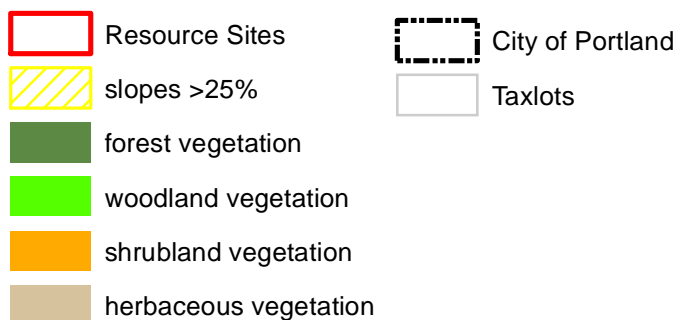 Resource Sites
slopes >25%
forest vegetation
woodland vegetation
shrubland vegetation
herbaceous vegetation
City of Portland
Taxlots